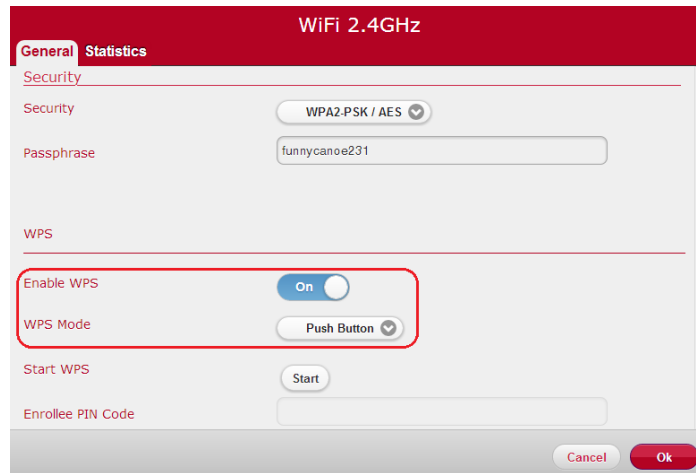 WiFi 2.4GHz
General Statistics
Security
Security WPA2-PSK / AES
Passphrase funnycanoe231
WPS
Enable WPS On
WPS Mode Push Button
Start WPS Start
Enrollee PIN Code
Cancel Ok